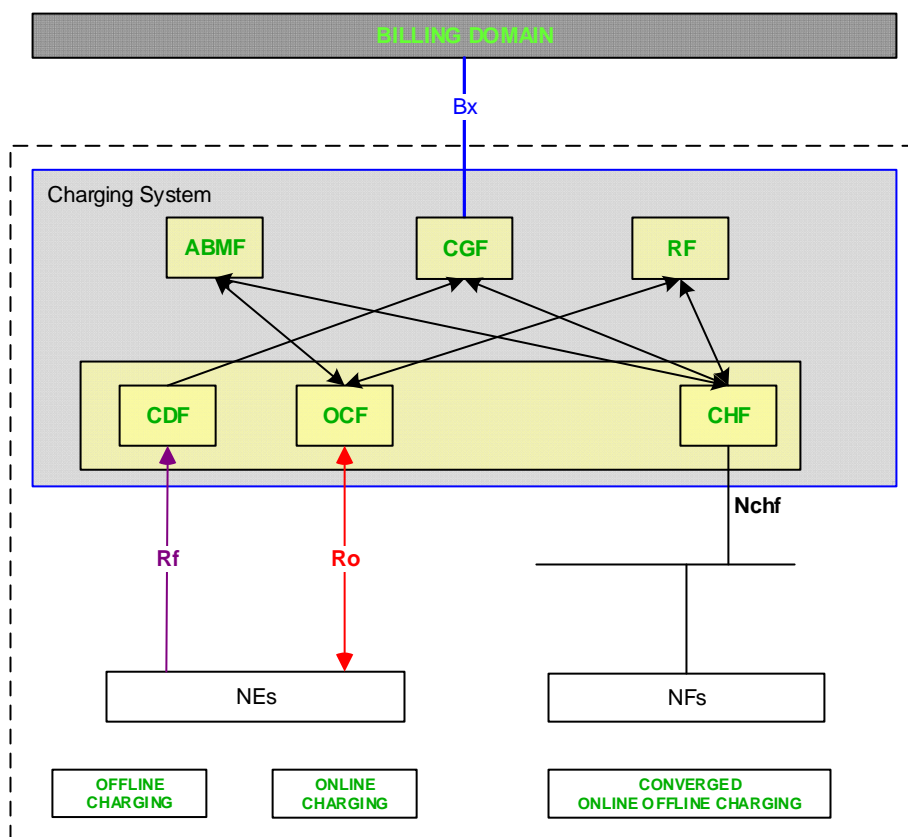 BILLING DOMAIN
Bx
Charging System
ABMF
CGF
RF
CDF
OCF
CHF
Nchf
Rf
Ro
NEs
NFs
OFFLINE
CHARGING
ONLINE
CHARGING
CONVERGED
ONLINE OFFLINE CHARGING